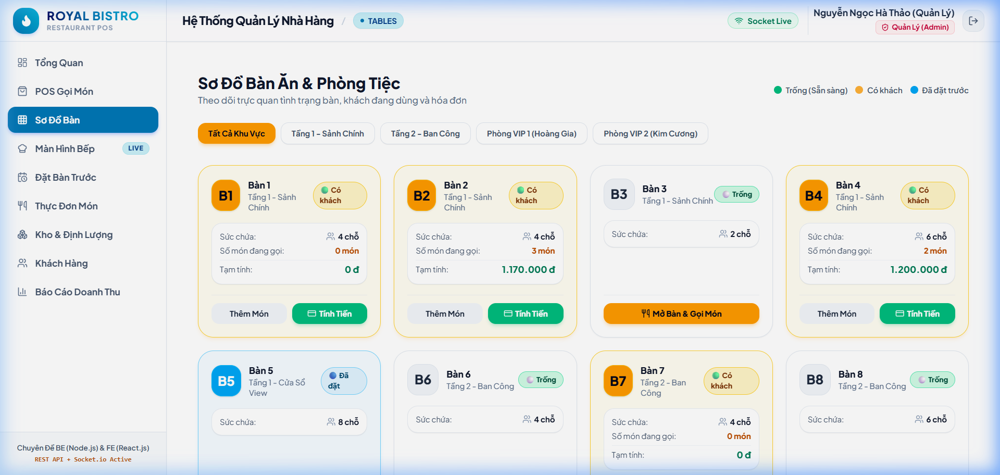 ROYAL BISTRO
RESTAURANT POS
Hệ Thống Quản Lý Nhà Hàng / • TABLES
Socket Live
Nguyễn Ngọc Hà Thảo (Quản Lý)
Quản Lý (Admin)
Tổng Quan
POS Gọi Món
Sơ Đồ Bàn
Màn Hình Bếp LIVE
Đặt Bàn Trước
Thực Đơn Món
Kho & Định Lượng
Khách Hàng
Báo Cáo Doanh Thu
Chuyên Đề BE (Node.js) & FE (React.js)
REST API + Socket.io Active
Sơ Đồ Bàn Ăn & Phòng Tiệc
Theo dõi trực quan tình trạng bàn, khách đang dùng và hóa đơn
Trống (Sẵn sàng) Có khách Đã đặt trước
Tất Cả Khu Vực Tầng 1 - Sảnh Chính Tầng 2 - Ban Công Phòng VIP 1 (Hoàng Gia) Phòng VIP 2 (Kim Cương)
B1
Bàn 1
Tầng 1 - Sảnh
Chính
Có
khách
Sức chứa: 4 chỗ
Số món đang gọi: 0 món
Tạm tính: 0 đ
Thêm Món Tính Tiền
B2
Bàn 2
Tầng 1 - Sảnh
Chính
Có
khách
Sức chứa: 4 chỗ
Số món đang gọi: 3 món
Tạm tính: 1.170.000 đ
Thêm Món Tính Tiền
B3
Bàn 3
Tầng 1 - Sảnh Chính
Trống
Sức chứa: 2 chỗ
Mở Bàn & Gọi Món
B4
Bàn 4
Tầng 1 - Sảnh
Chính
Có
khách
Sức chứa: 6 chỗ
Số món đang gọi: 2 món
Tạm tính: 1.200.000 đ
Thêm Món Tính Tiền
B5
Bàn 5
Tầng 1 - Cửa Sổ
View
Đã
đặt
Sức chứa: 8 chỗ
B6
Bàn 6
Tầng 2 - Ban Công
Trống
Sức chứa: 4 chỗ
B7
Bàn 7
Tầng 2 - Ban
Công
Có
khách
Sức chứa: 4 chỗ
Số món đang gọi: 0 món
Tạm tính: 0 đ
B8
Bàn 8
Tầng 2 - Ban Công
Trống
Sức chứa: 6 chỗ